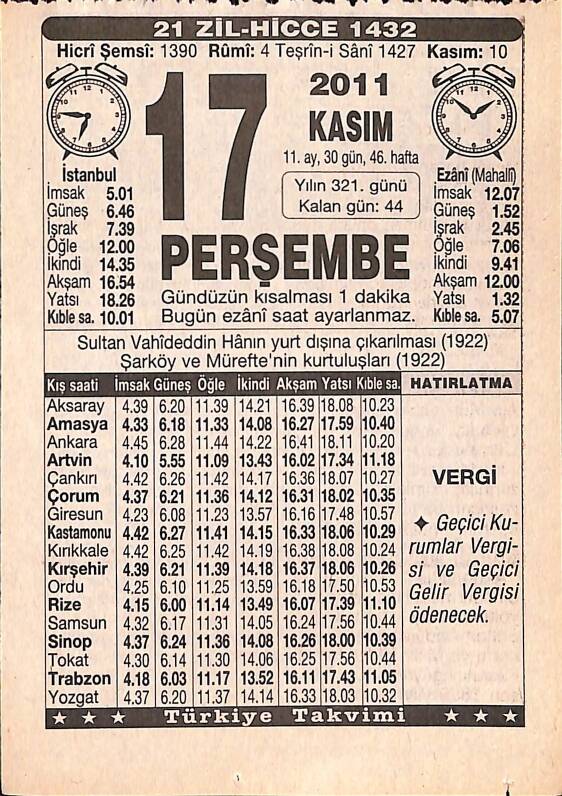 21 ZİL-HİCCE 1432
Hicrî Şemsî: 1390 Rûmî: 4 Teşrîn-i Sânî 1427 Kasım: 10
17
2011
KASIM
11. ay, 30 gün, 46. hafta
Yılın 321. günü
Kalan gün: 44
PERŞEMBE
Gündüzün kısalması 1 dakika
Bugün ezânî saat ayarlanmaz.
İstanbul
İmsak 5.01
Güneş 6.46
İşrak 7.39
Öğle 12.00
İkindi 14.35
Akşam 16.54
Yatsı 18.26
Kıble sa. 10.01
Ezânî (Mahallî)
İmsak 12.07
Güneş 1.52
İşrak 2.45
Öğle 7.06
İkindi 9.41
Akşam 12.00
Yatsı 1.32
Kıble sa. 5.07
Sultan Vahîdeddin Hânın yurt dışına çıkarılması (1922)
Şarköy ve Mürefte'nin kurtuluşları (1922)
Kış saati İmsak Güneş Öğle İkindi Akşam Yatsı Kıble sa.
Aksaray 4.39 6.20 11.39 14.21 16.39 18.08 10.23
Amasya 4.33 6.18 11.33 14.08 16.27 17.59 10.40
Ankara 4.45 6.28 11.44 14.22 16.41 18.11 10.20
Artvin 4.10 5.55 11.09 13.43 16.02 17.34 11.18
Çankırı 4.42 6.26 11.42 14.17 16.36 18.07 10.27
Çorum 4.37 6.21 11.36 14.12 16.31 18.02 10.35
Giresun 4.23 6.08 11.23 13.57 16.16 17.48 10.57
Kastamonu 4.42 6.27 11.41 14.15 16.33 18.06 10.29
Kırıkkale 4.42 6.25 11.42 14.19 16.38 18.08 10.24
Kırşehir 4.39 6.21 11.39 14.18 16.37 18.06 10.26
Ordu 4.25 6.10 11.25 13.59 16.18 17.50 10.53
Rize 4.15 6.00 11.14 13.49 16.07 17.39 11.10
Samsun 4.32 6.17 11.31 14.05 16.24 17.56 10.44
Sinop 4.37 6.24 11.36 14.08 16.26 18.00 10.39
Tokat 4.30 6.14 11.30 14.06 16.25 17.56 10.44
Trabzon 4.18 6.03 11.17 13.52 16.11 17.43 11.05
Yozgat 4.37 6.20 11.37 14.14 16.33 18.03 10.32
HATIRLATMA
VERGİ
✦ Geçici Ku-
rumlar Vergi-
si ve Geçici
Gelir Vergisi
ödenecek.
★ ★ ★ Türkiye Takvimi ★ ★ ★